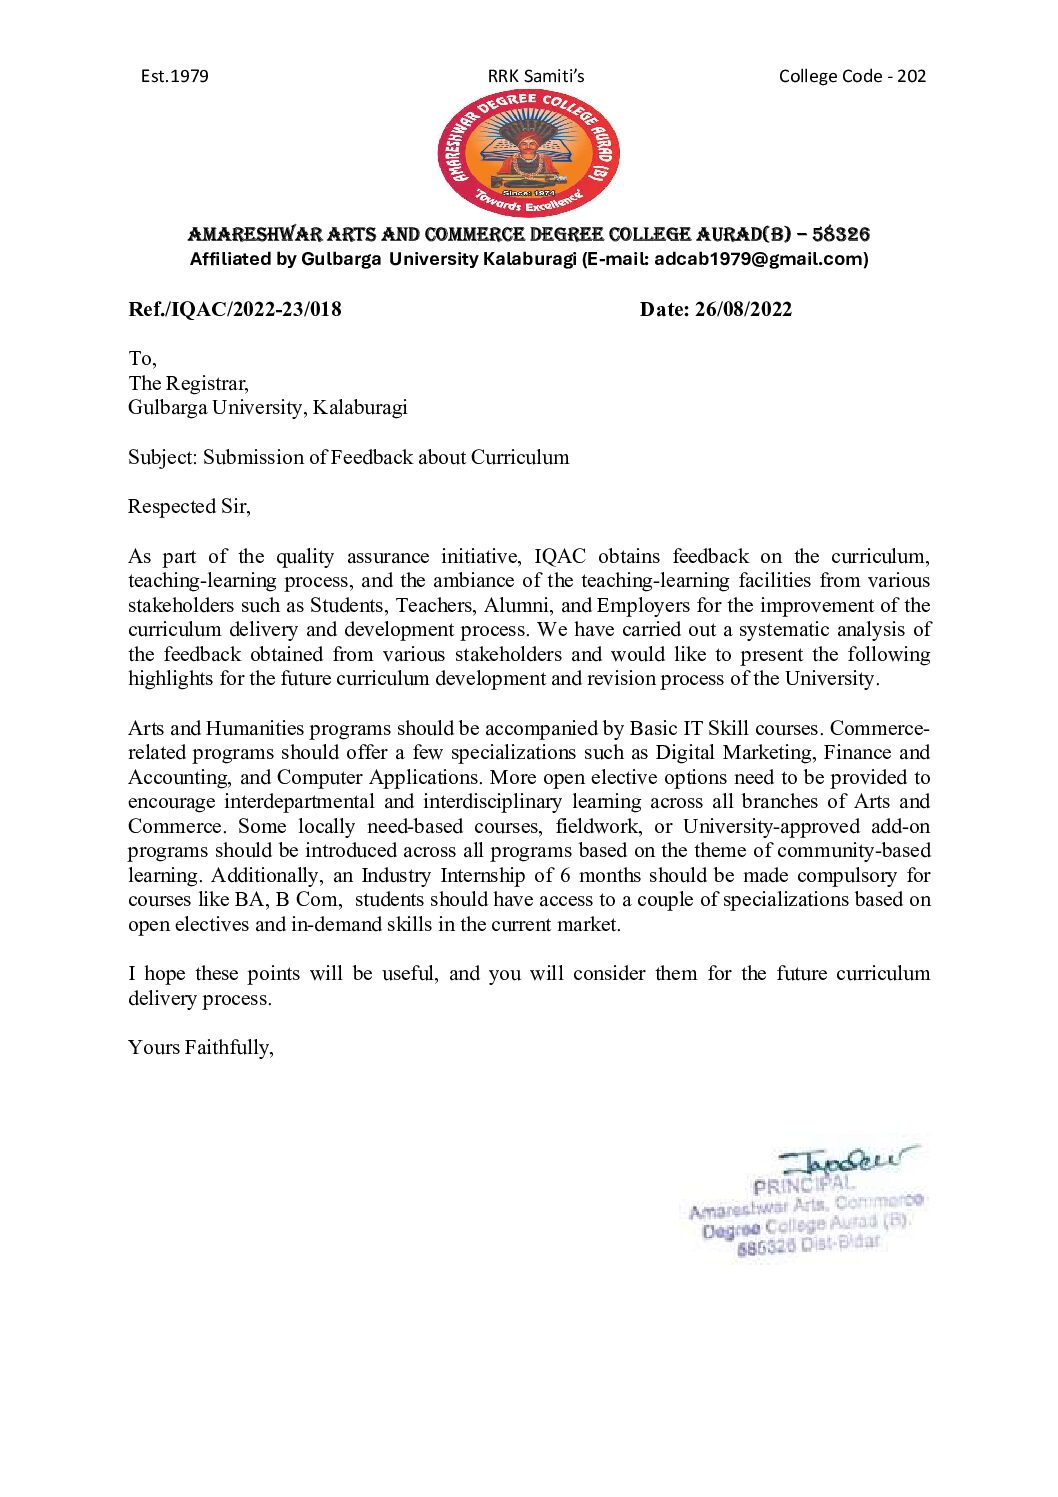 Est.1979 RRK Samiti’s College Code - 202
AMARESHWAR DEGREE COLLEGE AURAD (B)
Since 1974
'Towards Excellence'
AMARESHWAR ARTS AND COMMERCE DEGREE COLLEGE AURAD(B) – 58326
Affiliated by Gulbarga University Kalaburagi (E-mail: adcab1979@gmail.com)
Ref./IQAC/2022-23/018 Date: 26/08/2022
To,
The Registrar,
Gulbarga University, Kalaburagi
Subject: Submission of Feedback about Curriculum
Respected Sir,
As part of the quality assurance initiative, IQAC obtains feedback on the curriculum,
teaching-learning process, and the ambiance of the teaching-learning facilities from various
stakeholders such as Students, Teachers, Alumni, and Employers for the improvement of the
curriculum delivery and development process. We have carried out a systematic analysis of
the feedback obtained from various stakeholders and would like to present the following
highlights for the future curriculum development and revision process of the University.
Arts and Humanities programs should be accompanied by Basic IT Skill courses. Commerce-
related programs should offer a few specializations such as Digital Marketing, Finance and
Accounting, and Computer Applications. More open elective options need to be provided to
encourage interdepartmental and interdisciplinary learning across all branches of Arts and
Commerce. Some locally need-based courses, fieldwork, or University-approved add-on
programs should be introduced across all programs based on the theme of community-based
learning. Additionally, an Industry Internship of 6 months should be made compulsory for
courses like BA, B Com, students should have access to a couple of specializations based on
open electives and in-demand skills in the current market.
I hope these points will be useful, and you will consider them for the future curriculum
delivery process.
Yours Faithfully,
PRINCIPAL
Amareshwar Arts, Commerce
Degree College Aurad (B).
585326 Dist-Bidar